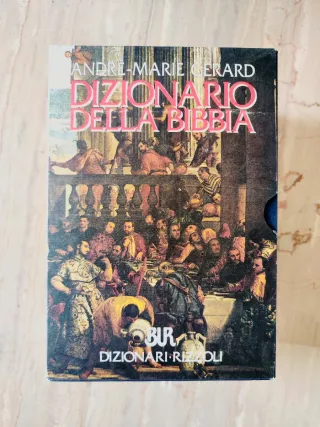 ANDRÉ-MARIE GERARD
DIZIONARIO
DELLA BIBBIA
BUR
DIZIONARI·RIZZOLI